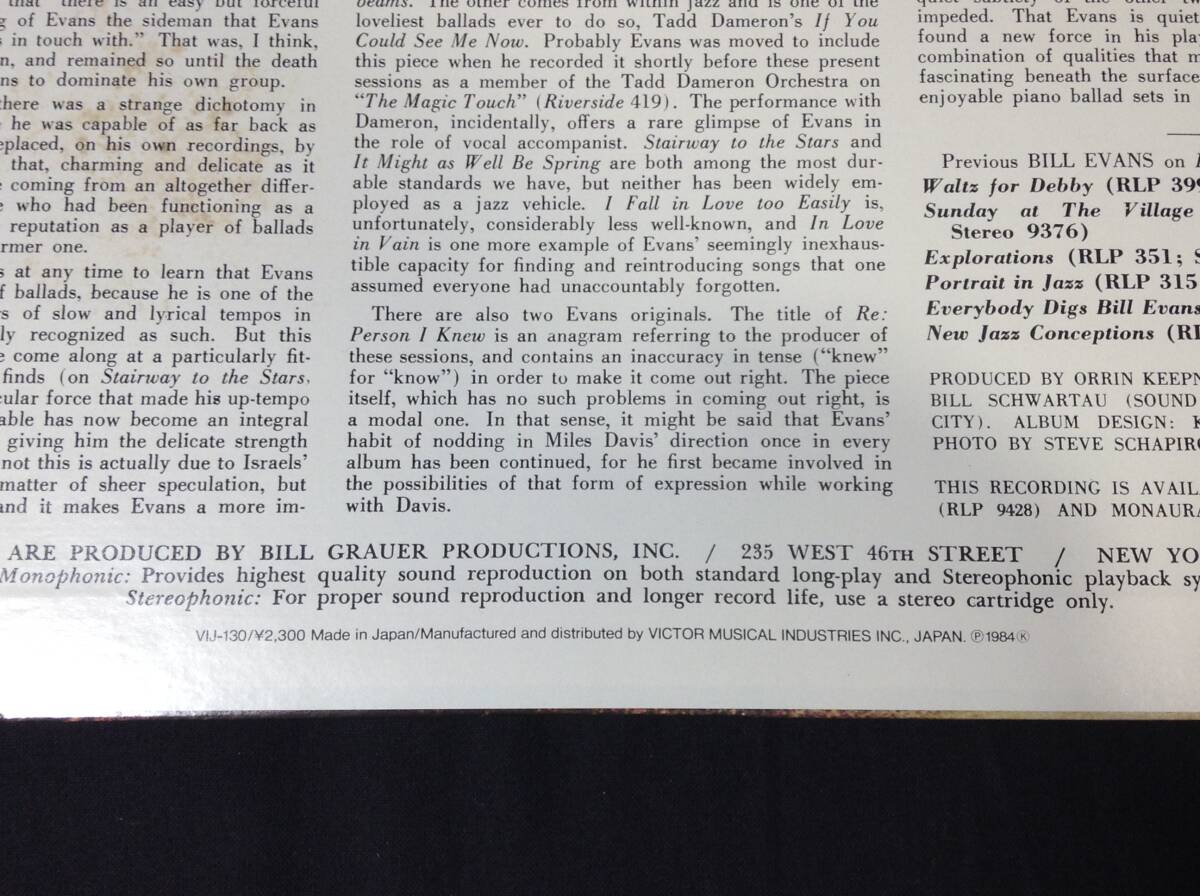 that "there is an easy but forceful
g of Evans the sideman that Evans
s in touch with." That was, I think,
n, and remained so until the death
ns to dominate his own group.
there was a strange dichotomy in
he was capable of as far back as
eplaced, on his own recordings, by
that, charming and delicate as it
e coming from an altogether differ-
e who had been functioning as a
reputation as a player of ballads
ormer one.
s at any time to learn that Evans
f ballads, because he is one of the
rs of slow and lyrical tempos in
ly recognized as such. But this
e come along at a particularly fit-
finds (on Stairway to the Stars,
cular force that made his up-tempo
able has now become an integral
giving him the delicate strength
not this is actually due to Israels'
matter of sheer speculation, but
and it makes Evans a more im-
beams. The other comes from within jazz and is one of the
loveliest ballads ever to do so, Tadd Dameron's If You
Could See Me Now. Probably Evans was moved to include
this piece when he recorded it shortly before these present
sessions as a member of the Tadd Dameron Orchestra on
"The Magic Touch" (Riverside 419). The performance with
Dameron, incidentally, offers a rare glimpse of Evans in
the role of vocal accompanist. Stairway to the Stars and
It Might as Well Be Spring are both among the most dur-
able standards we have, but neither has been widely em-
ployed as a jazz vehicle. I Fall in Love too Easily is,
unfortunately, considerably less well-known, and In Love
in Vain is one more example of Evans' seemingly inexhaus-
tible capacity for finding and reintroducing songs that one
assumed everyone had unaccountably forgotten.
There are also two Evans originals. The title of Re:
Person I Knew is an anagram referring to the producer of
these sessions, and contains an inaccuracy in tense ("knew"
for "know") in order to make it come out right. The piece
itself, which has no such problems in coming out right, is
a modal one. In that sense, it might be said that Evans'
habit of nodding in Miles Davis' direction once in every
album has been continued, for he first became involved in
the possibilities of that form of expression while working
with Davis.
quiet subtlety of the other
impeded. That Evans is quiet
found a new force in his pla
combination of qualities that m
fascinating beneath the surface
enjoyable piano ballad sets in
Previous BILL EVANS on
Waltz for Debby (RLP 399
Sunday at The Village
Stereo 9376)
Explorations (RLP 351; S
Portrait in Jazz (RLP 315
Everybody Digs Bill Evans
New Jazz Conceptions (RL
PRODUCED BY ORRIN KEEPN
BILL SCHWARTAU (SOUND
CITY). ALBUM DESIGN: K
PHOTO BY STEVE SCHAPIRO
THIS RECORDING IS AVAIL
(RLP 9428) AND MONAURA
ARE PRODUCED BY BILL GRAUER PRODUCTIONS, INC. / 235 WEST 46TH STREET / NEW YO
Monophonic: Provides highest quality sound reproduction on both standard long-play and Stereophonic playback sy
Stereophonic: For proper sound reproduction and longer record life, use a stereo cartridge only.
VIJ-130/¥2,300 Made in Japan/Manufactured and distributed by VICTOR MUSICAL INDUSTRIES INC., JAPAN. Ⓟ1984Ⓚ